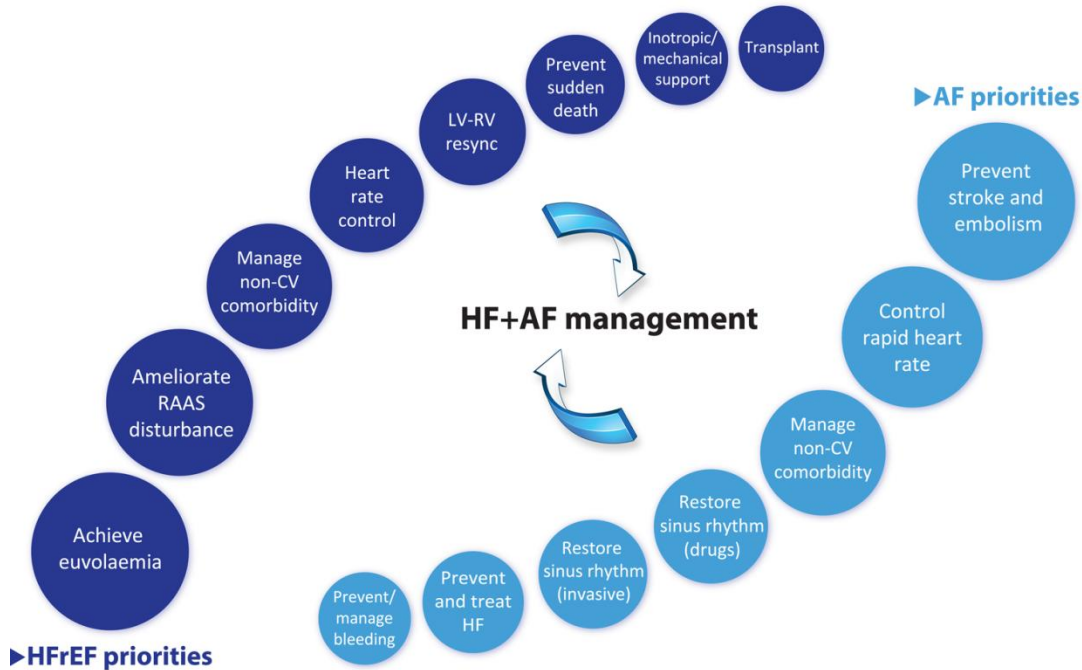 Inotropic/
mechanical
support
Transplant
Prevent
sudden
death
LV-RV
resync
Heart
rate
control
Manage
non-CV
comorbidity
Ameliorate
RAAS
disturbance
Achieve
euvolaemia
▶HFrEF priorities
HF+AF management
▶AF priorities
Prevent
stroke and
embolism
Control
rapid heart
rate
Manage
non-CV
comorbidity
Restore
sinus rhythm
(drugs)
Restore
sinus rhythm
(invasive)
Prevent
and treat
HF
Prevent/
manage
bleeding